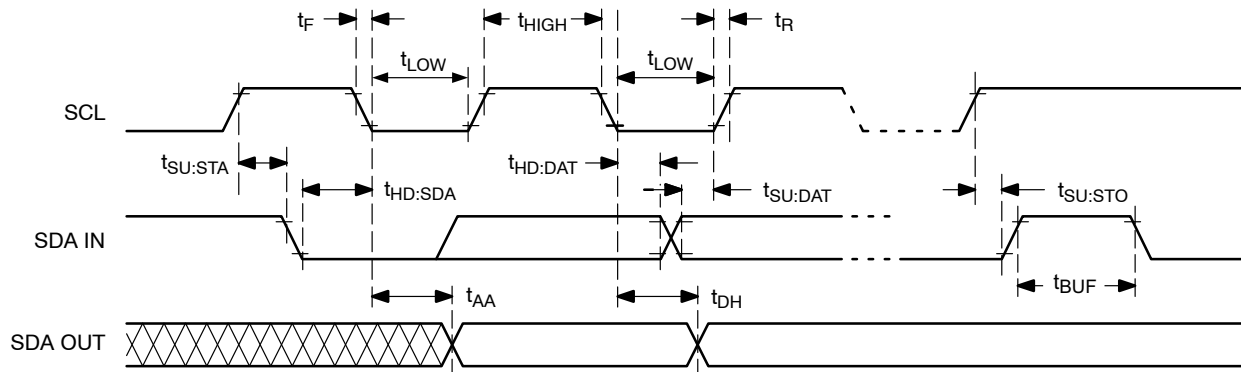 tF
tHIGH
tR
tLOW
tLOW
SCL
tSU:STA
tHD:DAT
tHD:SDA
tSU:DAT
tSU:STO
SDA IN
tBUF
tAA
tDH
SDA OUT